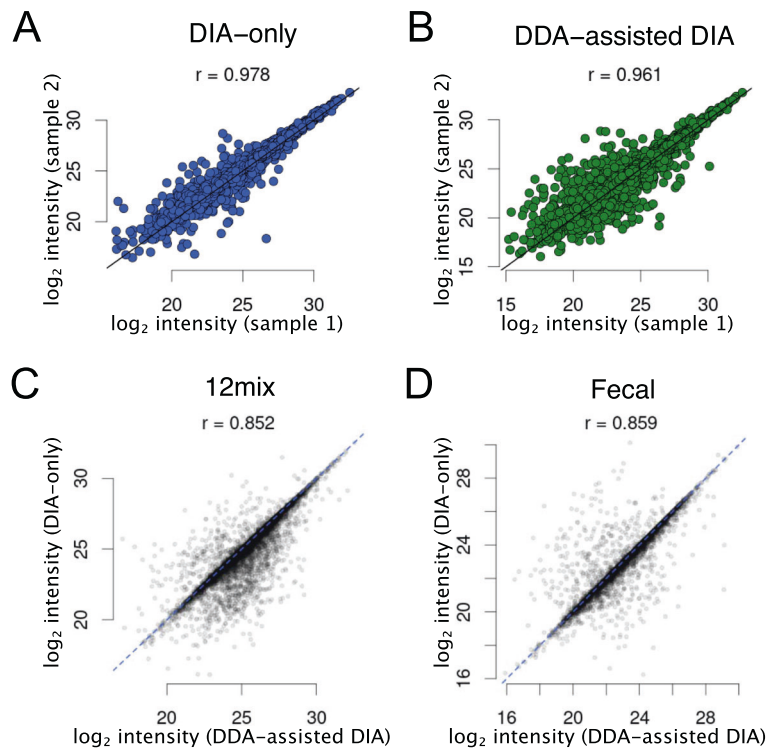 A
DIA−only
r = 0.978
log2 intensity (sample 2)
30
25
20
20
25
30
log2 intensity (sample 1)
B
DDA−assisted DIA
r = 0.961
log2 intensity (sample 2)
30
25
20
15
15
20
25
30
log2 intensity (sample 1)
C
12mix
r = 0.852
log2 intensity (DIA−only)
30
25
20
20
25
30
log2 intensity (DDA−assisted DIA)
D
Fecal
r = 0.859
log2 intensity (DIA−only)
28
24
20
16
16
20
24
28
log2 intensity (DDA−assisted DIA)